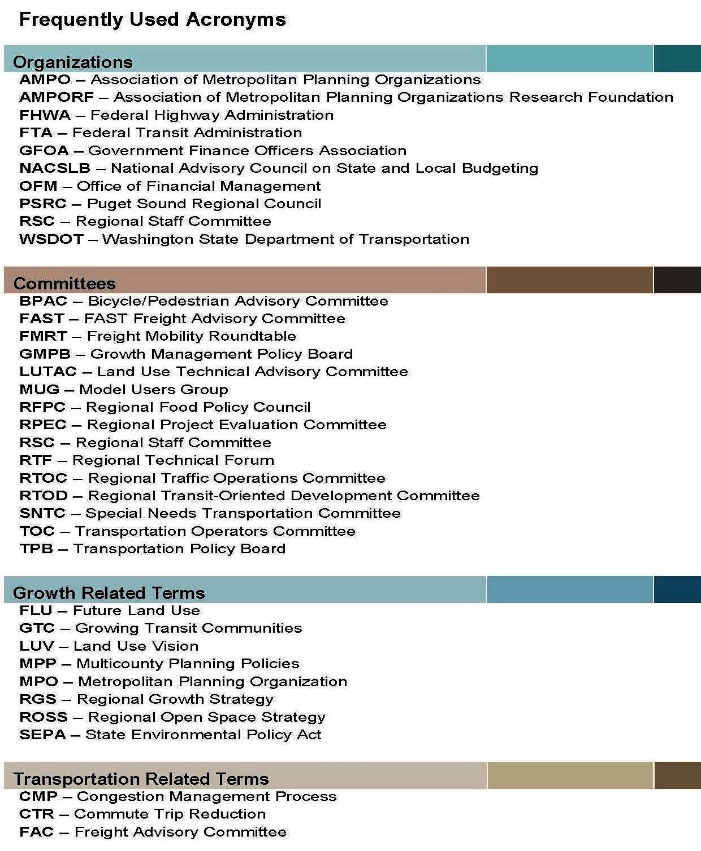 Frequently Used Acronyms
Organizations
AMPO – Association of Metropolitan Planning Organizations
AMPORF – Association of Metropolitan Planning Organizations Research Foundation
FHWA – Federal Highway Administration
FTA – Federal Transit Administration
GFOA – Government Finance Officers Association
NACSLB – National Advisory Council on State and Local Budgeting
OFM – Office of Financial Management
PSRC – Puget Sound Regional Council
RSC – Regional Staff Committee
WSDOT – Washington State Department of Transportation
Committees
BPAC – Bicycle/Pedestrian Advisory Committee
FAST – FAST Freight Advisory Committee
FMRT – Freight Mobility Roundtable
GMPB – Growth Management Policy Board
LUTAC – Land Use Technical Advisory Committee
MUG – Model Users Group
RFPC – Regional Food Policy Council
RPEC – Regional Project Evaluation Committee
RSC – Regional Staff Committee
RTF – Regional Technical Forum
RTOC – Regional Traffic Operations Committee
RTOD – Regional Transit-Oriented Development Committee
SNTC – Special Needs Transportation Committee
TOC – Transportation Operators Committee
TPB – Transportation Policy Board
Growth Related Terms
FLU – Future Land Use
GTC – Growing Transit Communities
LUV – Land Use Vision
MPP – Multicounty Planning Policies
MPO – Metropolitan Planning Organization
RGS – Regional Growth Strategy
ROSS – Regional Open Space Strategy
SEPA – State Environmental Policy Act
Transportation Related Terms
CMP – Congestion Management Process
CTR – Commute Trip Reduction
FAC – Freight Advisory Committee